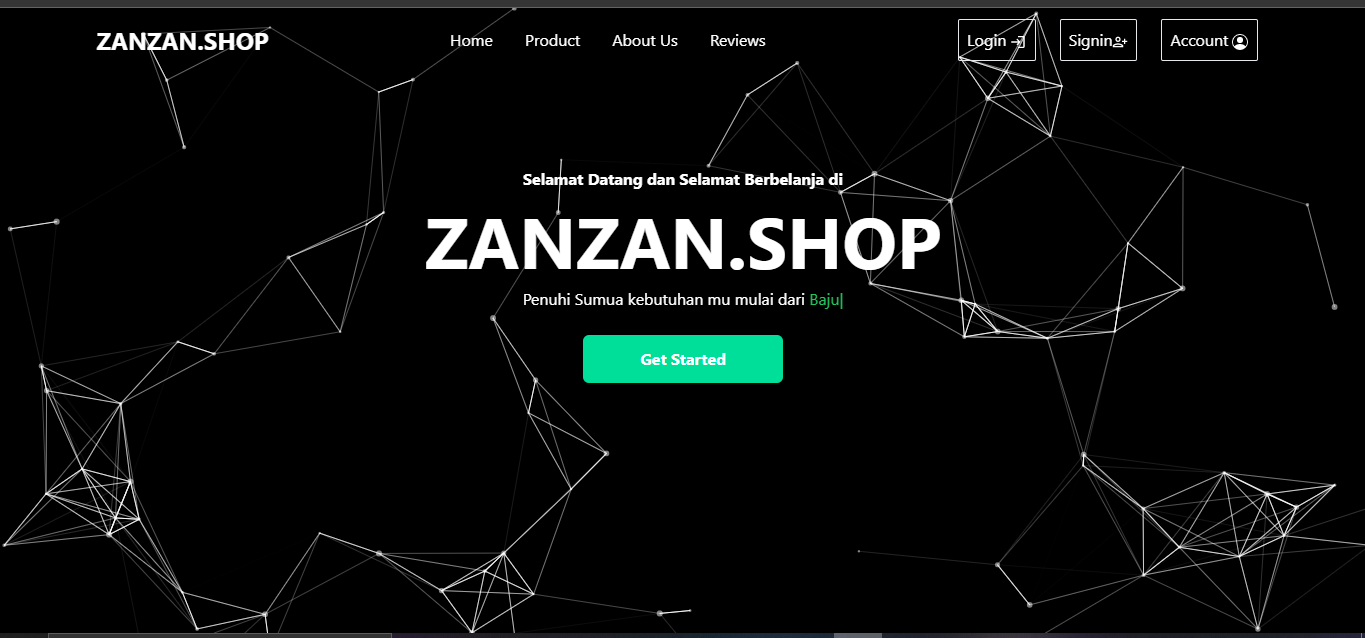 ZANZAN.SHOP
Home Product About Us Reviews
Login Signin Account
Selamat Datang dan Selamat Berbelanja di
ZANZAN.SHOP
Penuhi Sumua kebutuhan mu mulai dari Baju|
Get Started